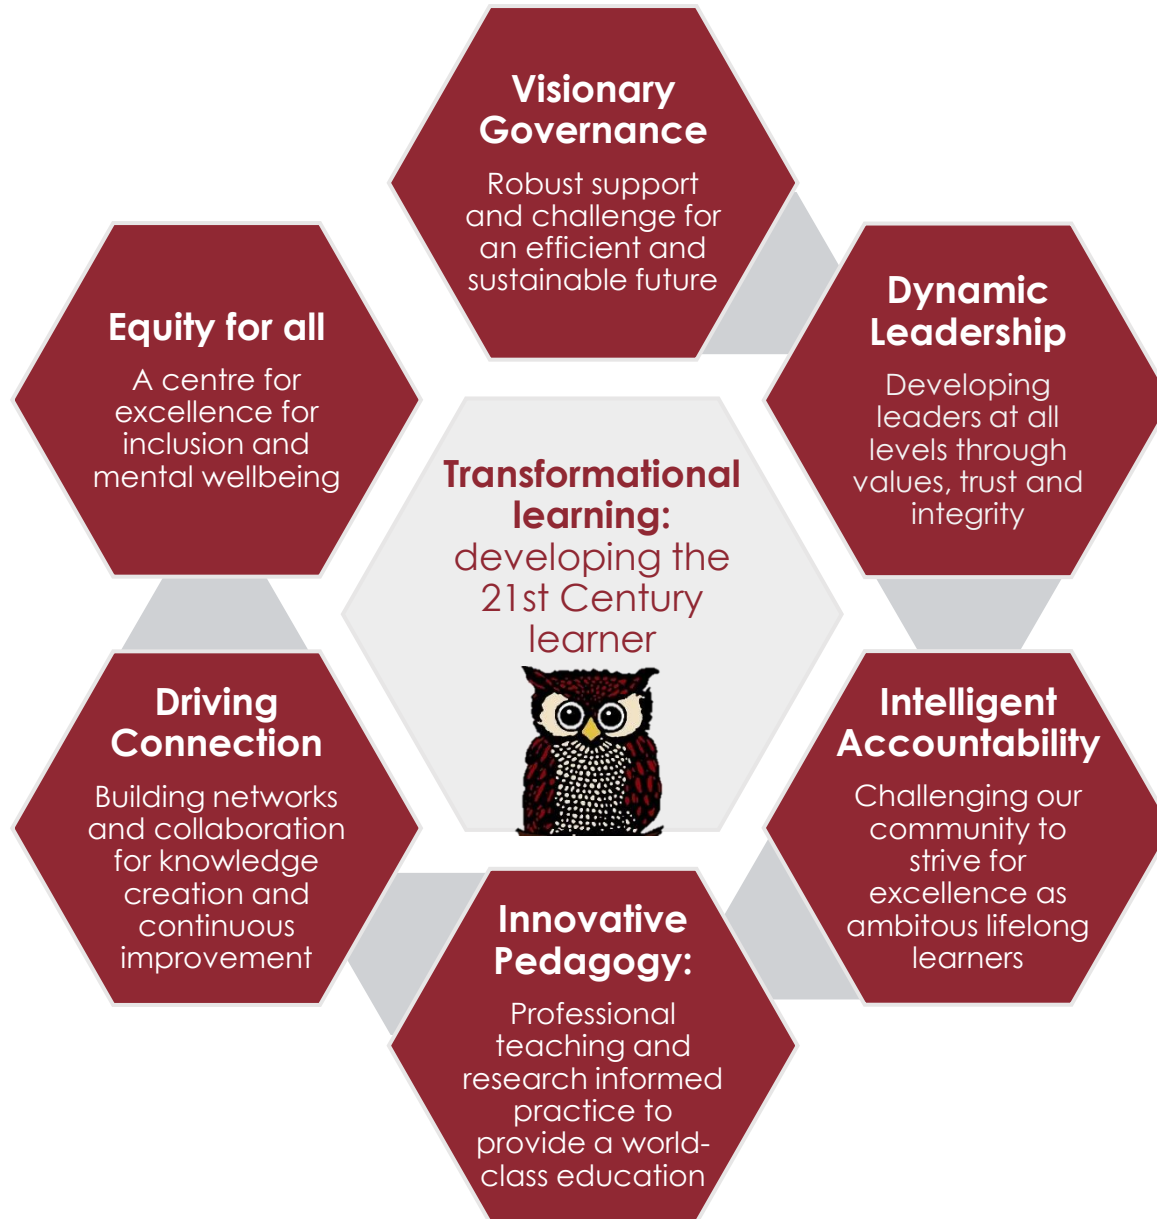 Visionary
Governance
Robust support
and challenge for
an efficient and
sustainable future
Dynamic
Leadership
Developing
leaders at all
levels through
values, trust and
integrity
Intelligent
Accountability
Challenging our
community to
strive for
excellence as
ambitous lifelong
learners
Innovative
Pedagogy:
Professional
teaching and
research informed
practice to
provide a world-
class education
Driving
Connection
Building networks
and collaboration
for knowledge
creation and
continuous
improvement
Equity for all
A centre for
excellence for
inclusion and
mental wellbeing
Transformational
learning:
developing the
21st Century
learner